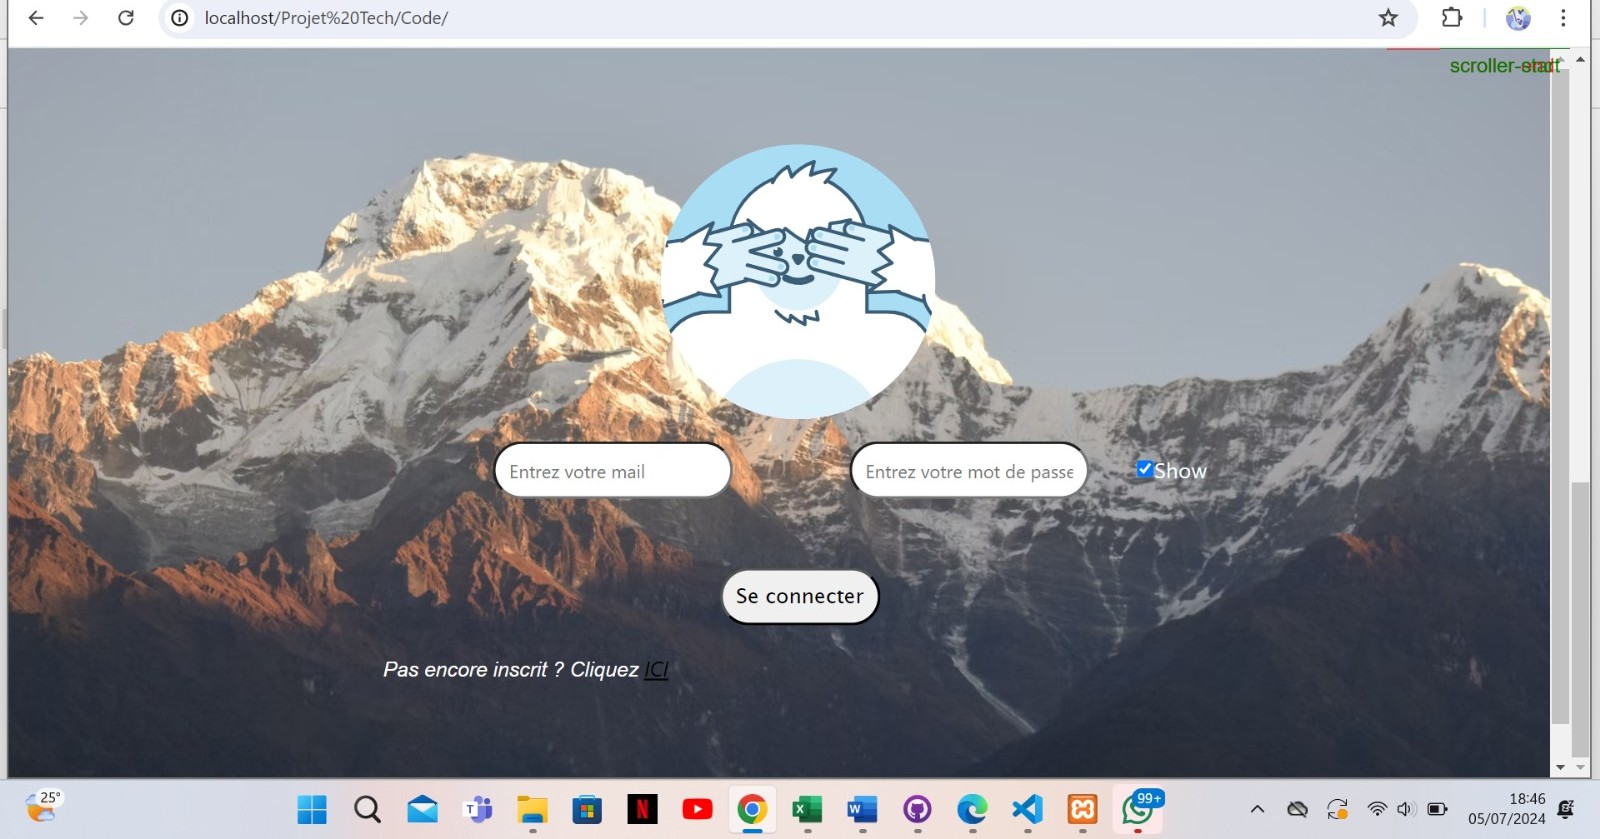 localhost/Projet%20Tech/Code/
scroller-start
Entrez votre mail
Entrez votre mot de passe
Show
Se connecter
Pas encore inscrit ? Cliquez ICI
25°
99+
18:46
05/07/2024